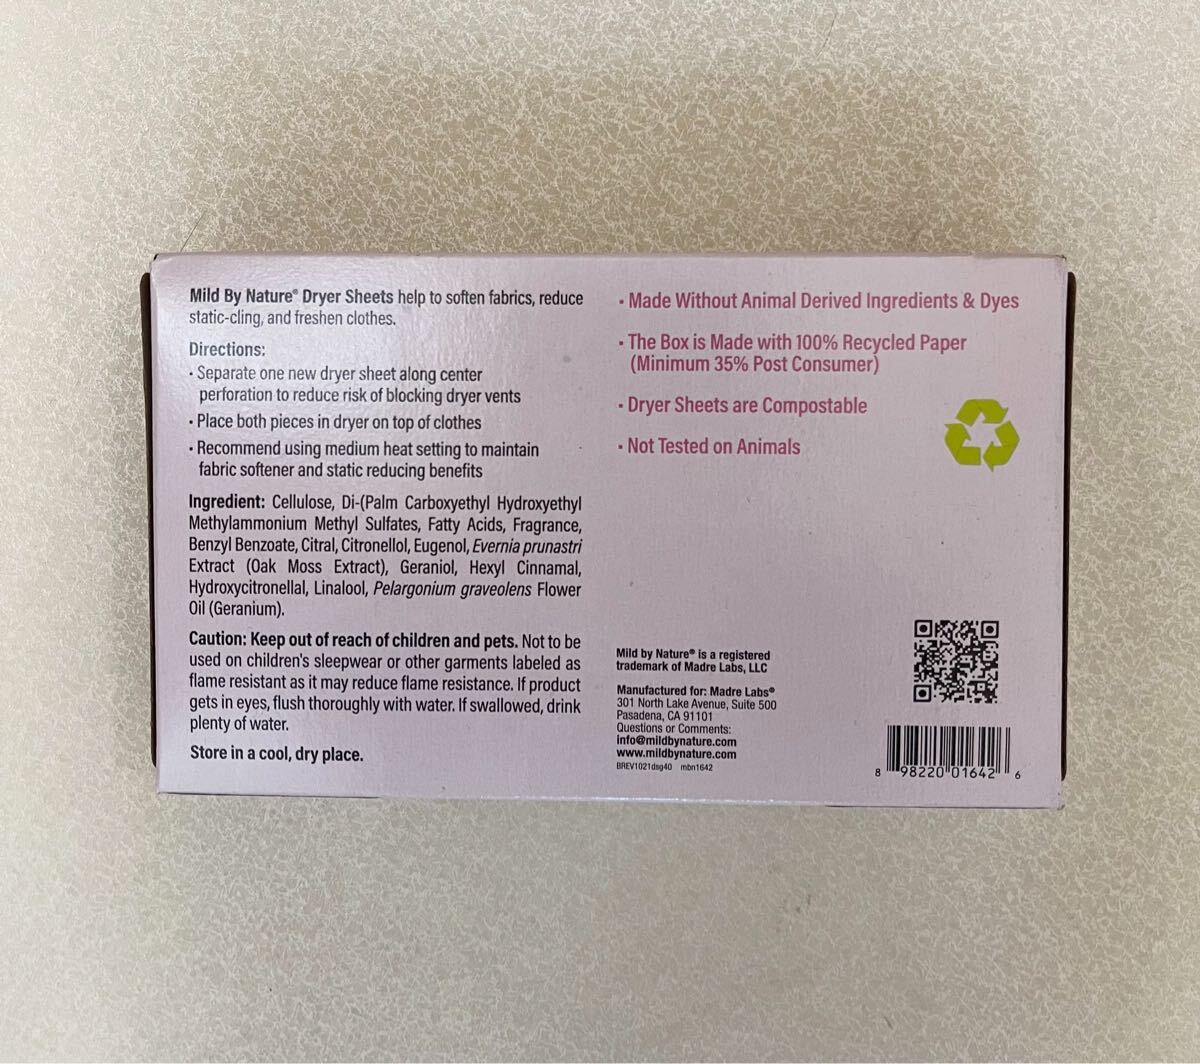 Mild By Nature® Dryer Sheets help to soften fabrics, reduce
static-cling, and freshen clothes.
Directions:
· Separate one new dryer sheet along center
perforation to reduce risk of blocking dryer vents
· Place both pieces in dryer on top of clothes
· Recommend using medium heat setting to maintain
fabric softener and static reducing benefits
Ingredient: Cellulose, Di-(Palm Carboxyethyl Hydroxyethyl
Methylammonium Methyl Sulfates, Fatty Acids, Fragrance,
Benzyl Benzoate, Citral, Citronellol, Eugenol, Evernia prunastri
Extract (Oak Moss Extract), Geraniol, Hexyl Cinnamal,
Hydroxycitronellal, Linalool, Pelargonium graveolens Flower
Oil (Geranium).
Caution: Keep out of reach of children and pets. Not to be
used on children's sleepwear or other garments labeled as
flame resistant as it may reduce flame resistance. If product
gets in eyes, flush thoroughly with water. If swallowed, drink
plenty of water.
Store in a cool, dry place.
· Made Without Animal Derived Ingredients & Dyes
· The Box is Made with 100% Recycled Paper
(Minimum 35% Post Consumer)
· Dryer Sheets are Compostable
· Not Tested on Animals
Mild by Nature® is a registered
trademark of Madre Labs, LLC
Manufactured for: Madre Labs®
301 North Lake Avenue, Suite 500
Pasadena, CA 91101
Questions or Comments:
info@mildbynature.com
www.mildbynature.com
BREV1021dsg40 mbn1642
8 98220 01642 6